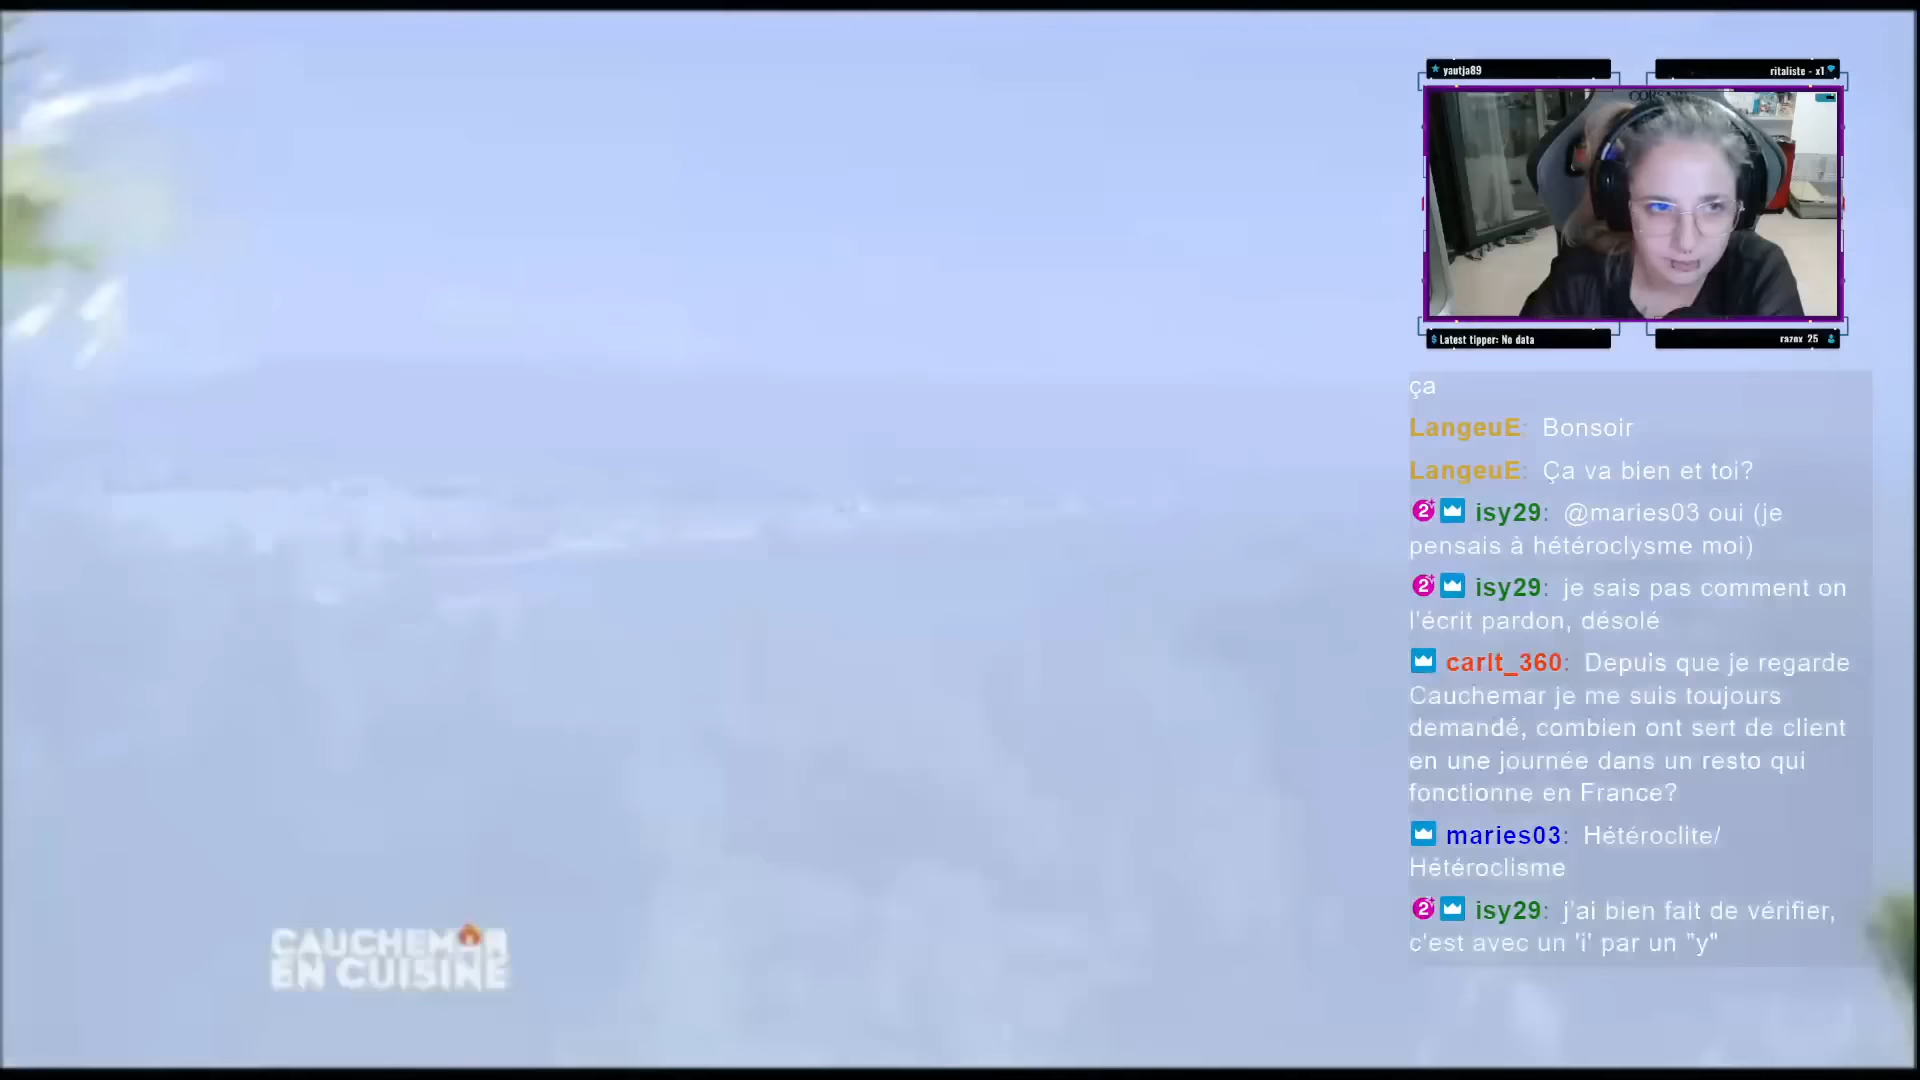 yautja89
ritaliste - x1
Latest tipper: No data
razox_25
ça
LangeuE: Bonsoir
LangeuE: Ça va bien et toi?
isy29: @maries03 oui (je
pensais à hétéroclysme moi)
isy29: je sais pas comment on
l'écrit pardon, désolé
carlt_360: Depuis que je regarde
Cauchemar je me suis toujours
demandé, combien ont sert de client
en une journée dans un resto qui
fonctionne en France?
maries03: Hétéroclite/
Hétéroclisme
isy29: j'ai bien fait de vérifier,
c'est avec un 'i' par un "y"
CAUCHEMAR
EN CUISINE